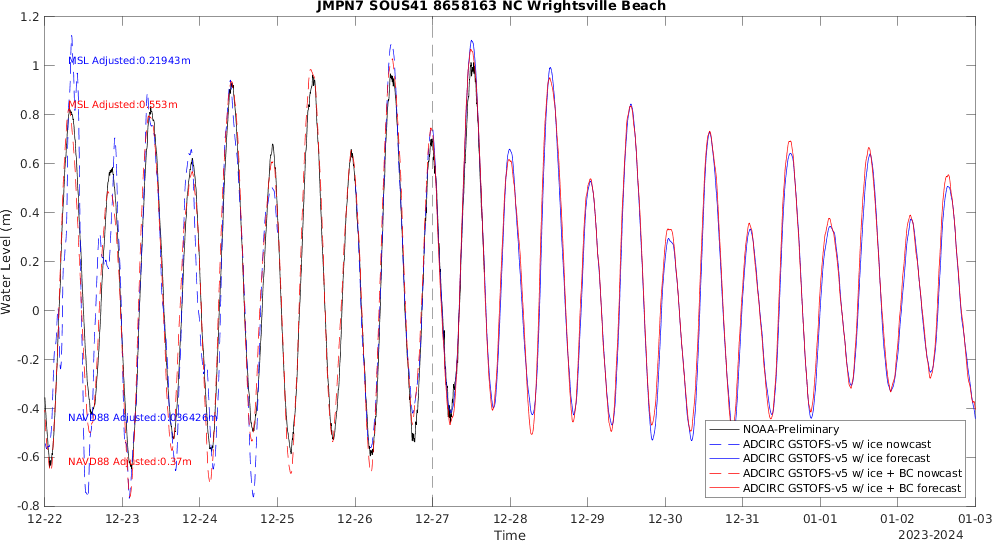 JMPN7 SOUS41 8658163 NC Wrightsville Beach
1.2
1
0.8
0.6
0.4
0.2
0
-0.2
-0.4
-0.6
-0.8
Water Level (m)
MSL Adjusted:0.21943m
MSL Adjusted:0.553m
NAVD88 Adjusted:0.036426m
NAVD88 Adjusted:0.37m
NOAA-Preliminary
ADCIRC GSTOFS-v5 w/ ice nowcast
ADCIRC GSTOFS-v5 w/ ice forecast
ADCIRC GSTOFS-v5 w/ ice + BC nowcast
ADCIRC GSTOFS-v5 w/ ice + BC forecast
12-22 12-23 12-24 12-25 12-26 12-27 12-28 12-29 12-30 12-31 01-01 01-02 01-03
Time
2023-2024